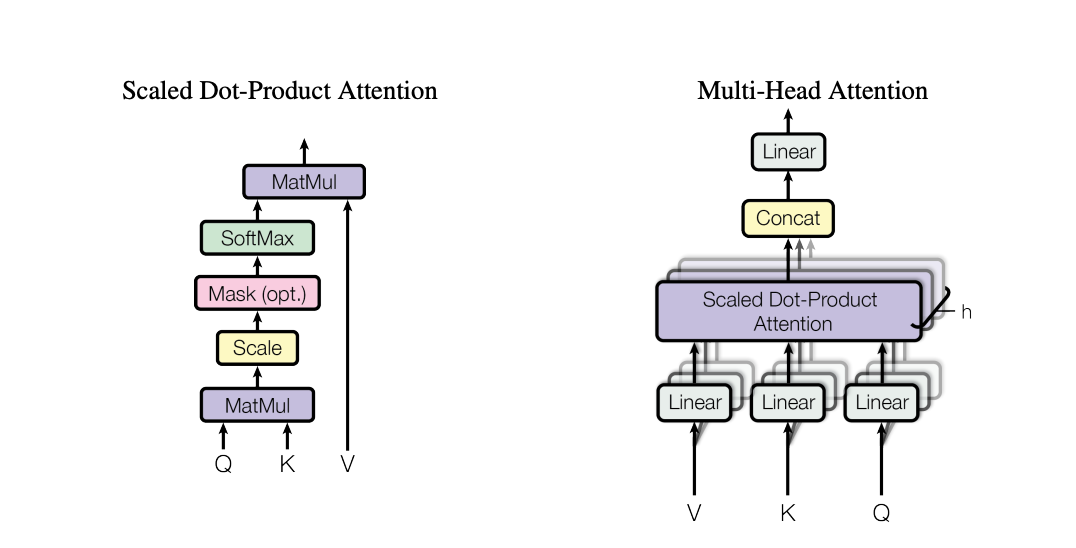 Scaled Dot-Product Attention
MatMul
SoftMax
Mask (opt.)
Scale
MatMul
Q K V
Multi-Head Attention
Linear
Concat
Scaled Dot-Product
Attention
h
Linear Linear Linear
V K Q